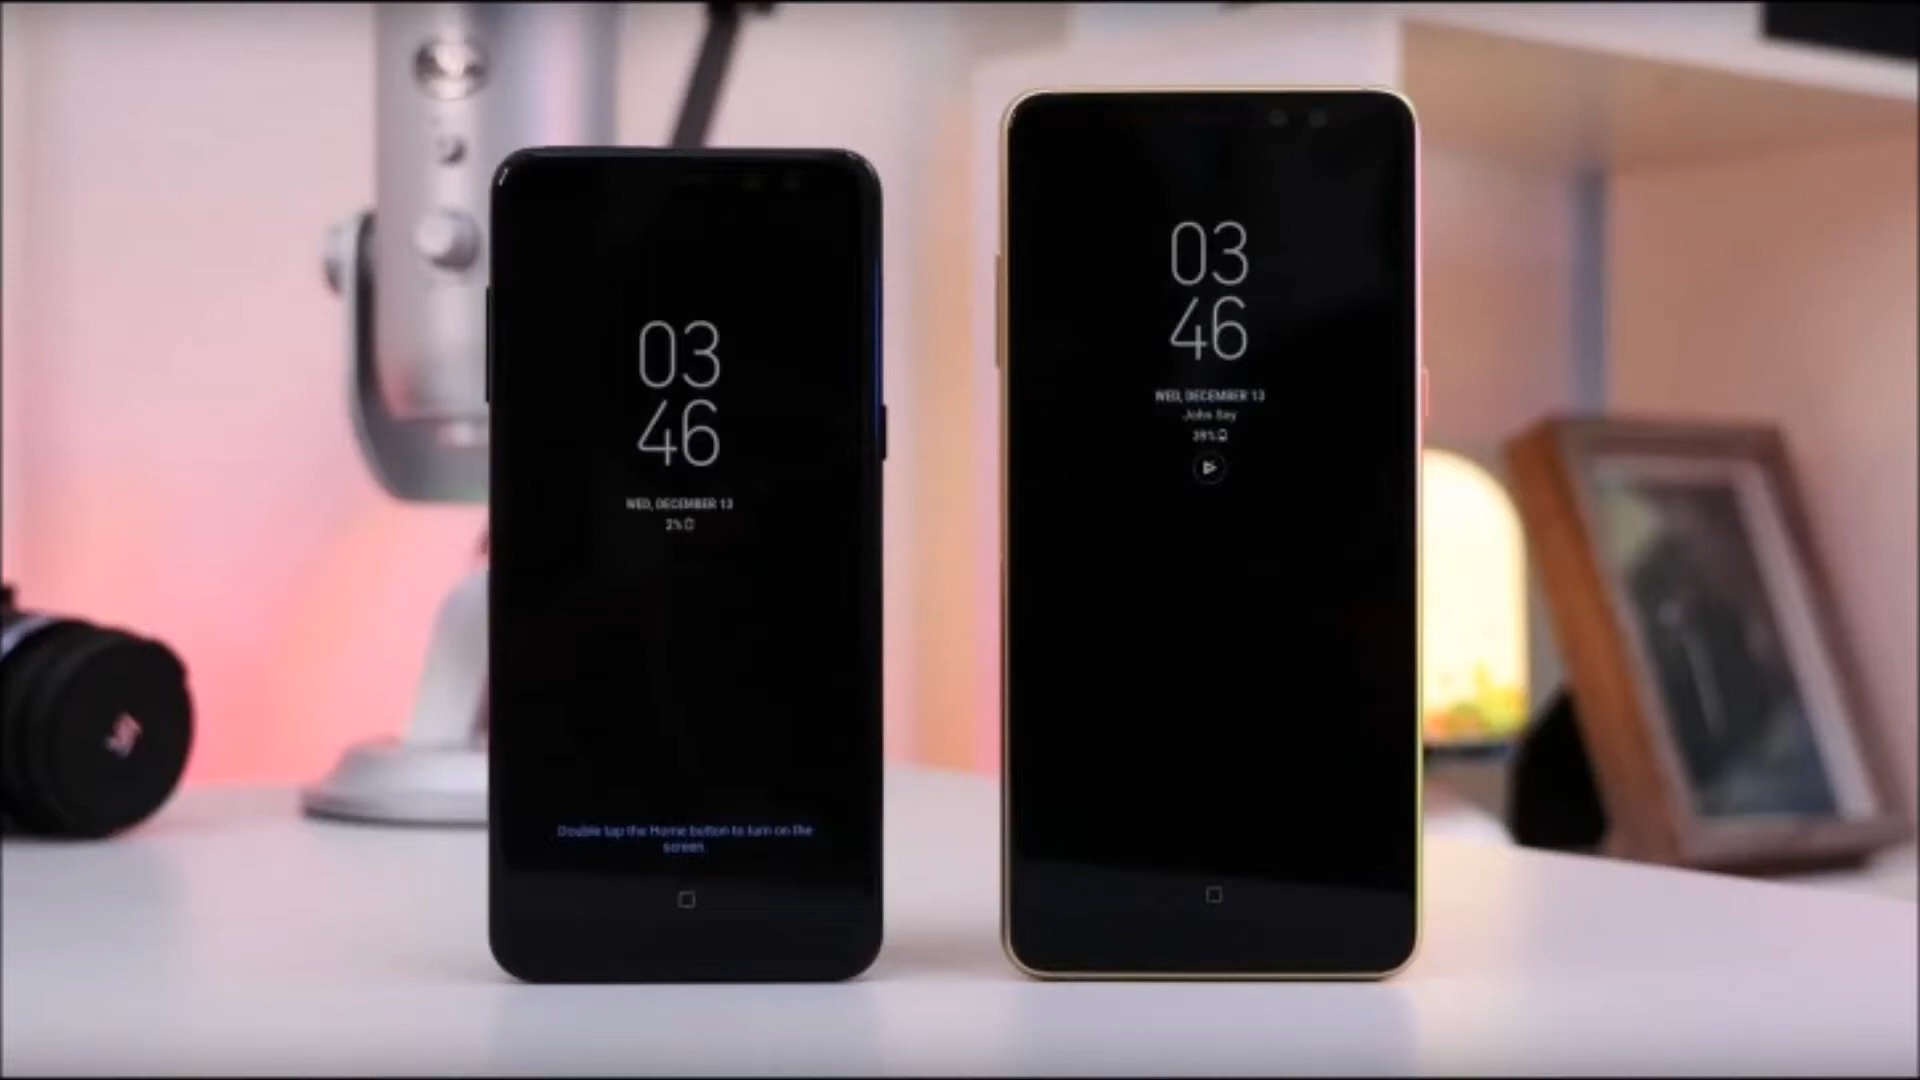 03
46
WED, DECEMBER 13
2%
Double tap the Home button to turn on the
screen.
03
46
WED, DECEMBER 13
39%